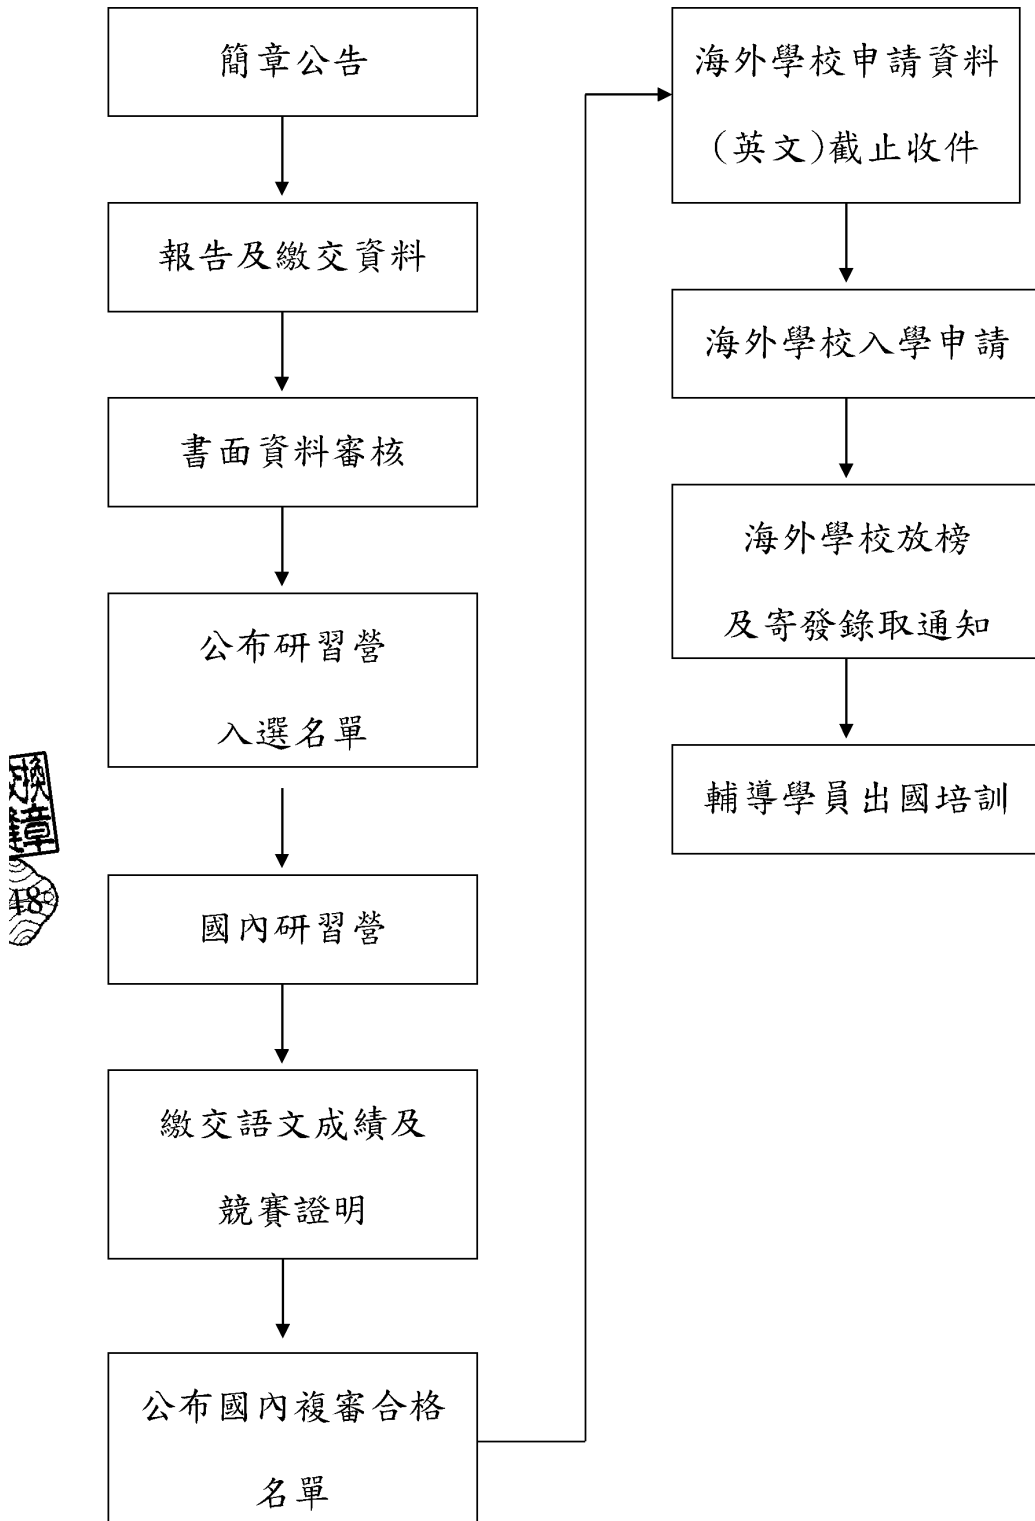 簡章公告
報告及繳交資料
書面資料審核
公布研習營
入選名單
國內研習營
繳交語文成績及
競賽證明
公布國內複審合格
名單
海外學校申請資料
(英文)截止收件
海外學校入學申請
海外學校放榜
及寄發錄取通知
輔導學員出國培訓
換
章
48